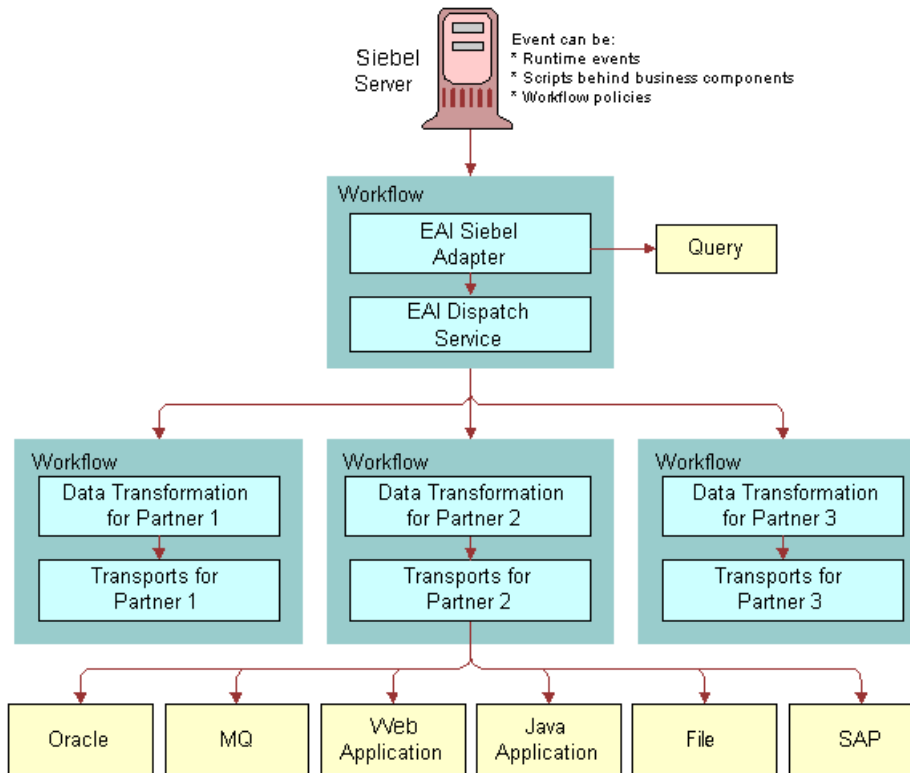 Siebel
Server
Event can be:
* Runtime events
* Scripts behind business components
* Workflow policies
Workflow
EAI Siebel
Adapter
Query
EAI Dispatch
Service
Workflow
Data Transformation
for Partner 1
Transports for
Partner 1
Workflow
Data Transformation
for Partner 2
Transports for
Partner 2
Workflow
Data Transformation
for Partner 3
Transports for
Partner 3
Oracle
MQ
Web
Application
Java
Application
File
SAP